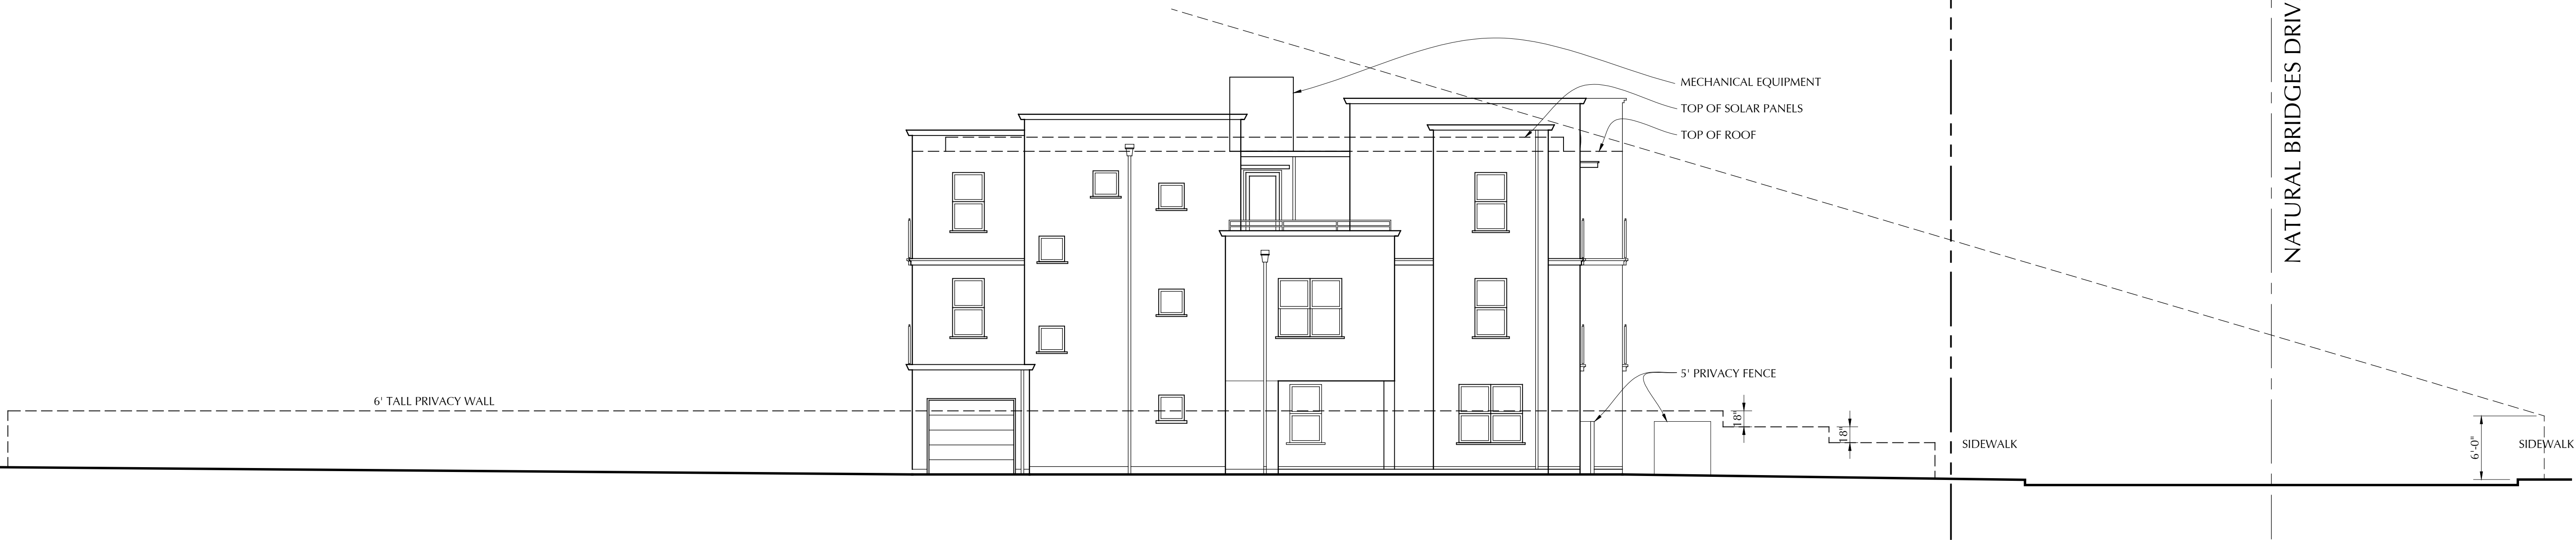 NATURAL BRIDGES DRIV
MECHANICAL EQUIPMENT
TOP OF SOLAR PANELS
TOP OF ROOF
5' PRIVACY FENCE
6' TALL PRIVACY WALL
18"
18"
SIDEWALK
6'-0"
SIDEWALK